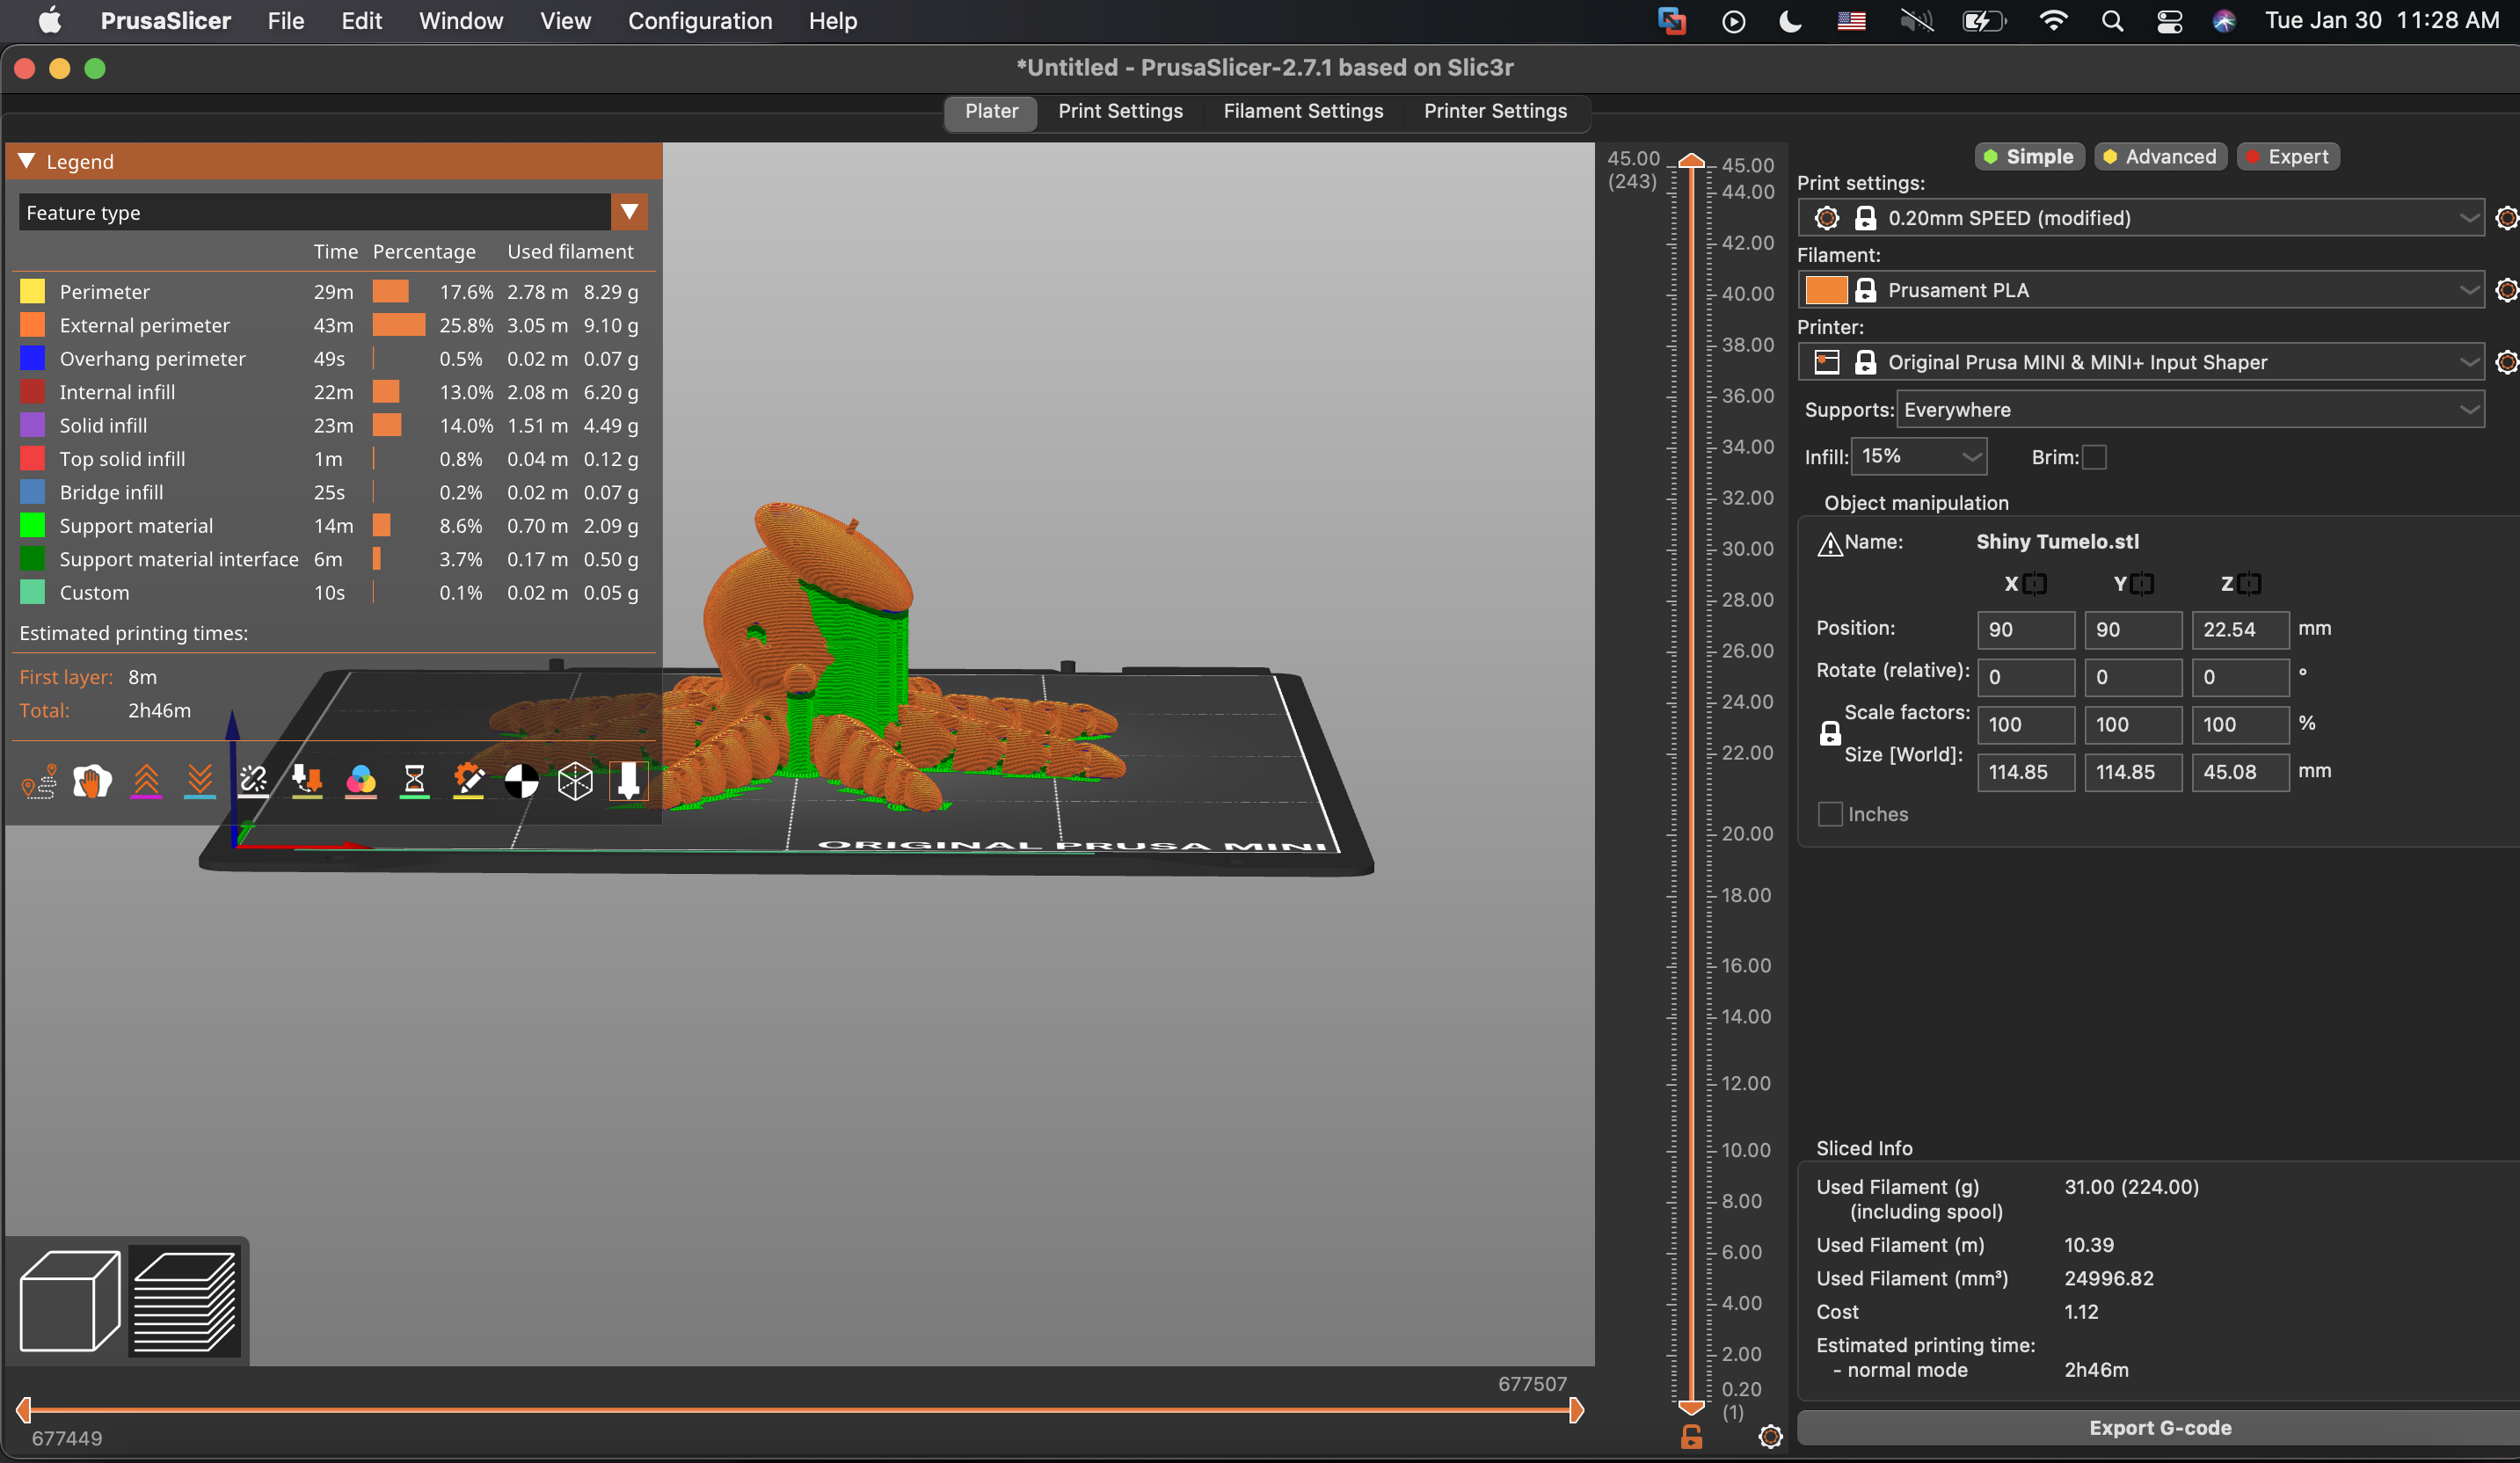 PrusaSlicer File Edit Window View Configuration Help Tue Jan 30 11:28 AM
*Untitled - PrusaSlicer-2.7.1 based on Slic3r
Plater Print Settings Filament Settings Printer Settings
Legend
Feature type
Time Percentage Used filament
Perimeter 29m 17.6% 2.78 m 8.29 g
External perimeter 43m 25.8% 3.05 m 9.10 g
Overhang perimeter 49s 0.5% 0.02 m 0.07 g
Internal infill 22m 13.0% 2.08 m 6.20 g
Solid infill 23m 14.0% 1.51 m 4.49 g
Top solid infill 1m 0.8% 0.04 m 0.12 g
Bridge infill 25s 0.2% 0.02 m 0.07 g
Support material 14m 8.6% 0.70 m 2.09 g
Support material interface 6m 3.7% 0.17 m 0.50 g
Custom 10s 0.1% 0.02 m 0.05 g
Estimated printing times:
First layer: 8m
Total: 2h46m
ORIGINAL PRUSA MINI
677507
677449
45.00
(243)
45.00
44.00
42.00
40.00
38.00
36.00
34.00
32.00
30.00
28.00
26.00
24.00
22.00
20.00
18.00
16.00
14.00
12.00
10.00
8.00
6.00
4.00
2.00
0.20
(1)
Simple Advanced Expert
Print settings:
0.20mm SPEED (modified)
Filament:
Prusament PLA
Printer:
Original Prusa MINI & MINI+ Input Shaper
Supports: Everywhere
Infill: 15% Brim:
Object manipulation
Name: Shiny Tumelo.stl
X Y Z
Position: 90 90 22.54 mm
Rotate (relative): 0 0 0 °
Scale factors: 100 100 100 %
Size [World]: 114.85 114.85 45.08 mm
Inches
Sliced Info
Used Filament (g) 31.00 (224.00)
(including spool)
Used Filament (m) 10.39
Used Filament (mm³) 24996.82
Cost 1.12
Estimated printing time:
- normal mode 2h46m
Export G-code